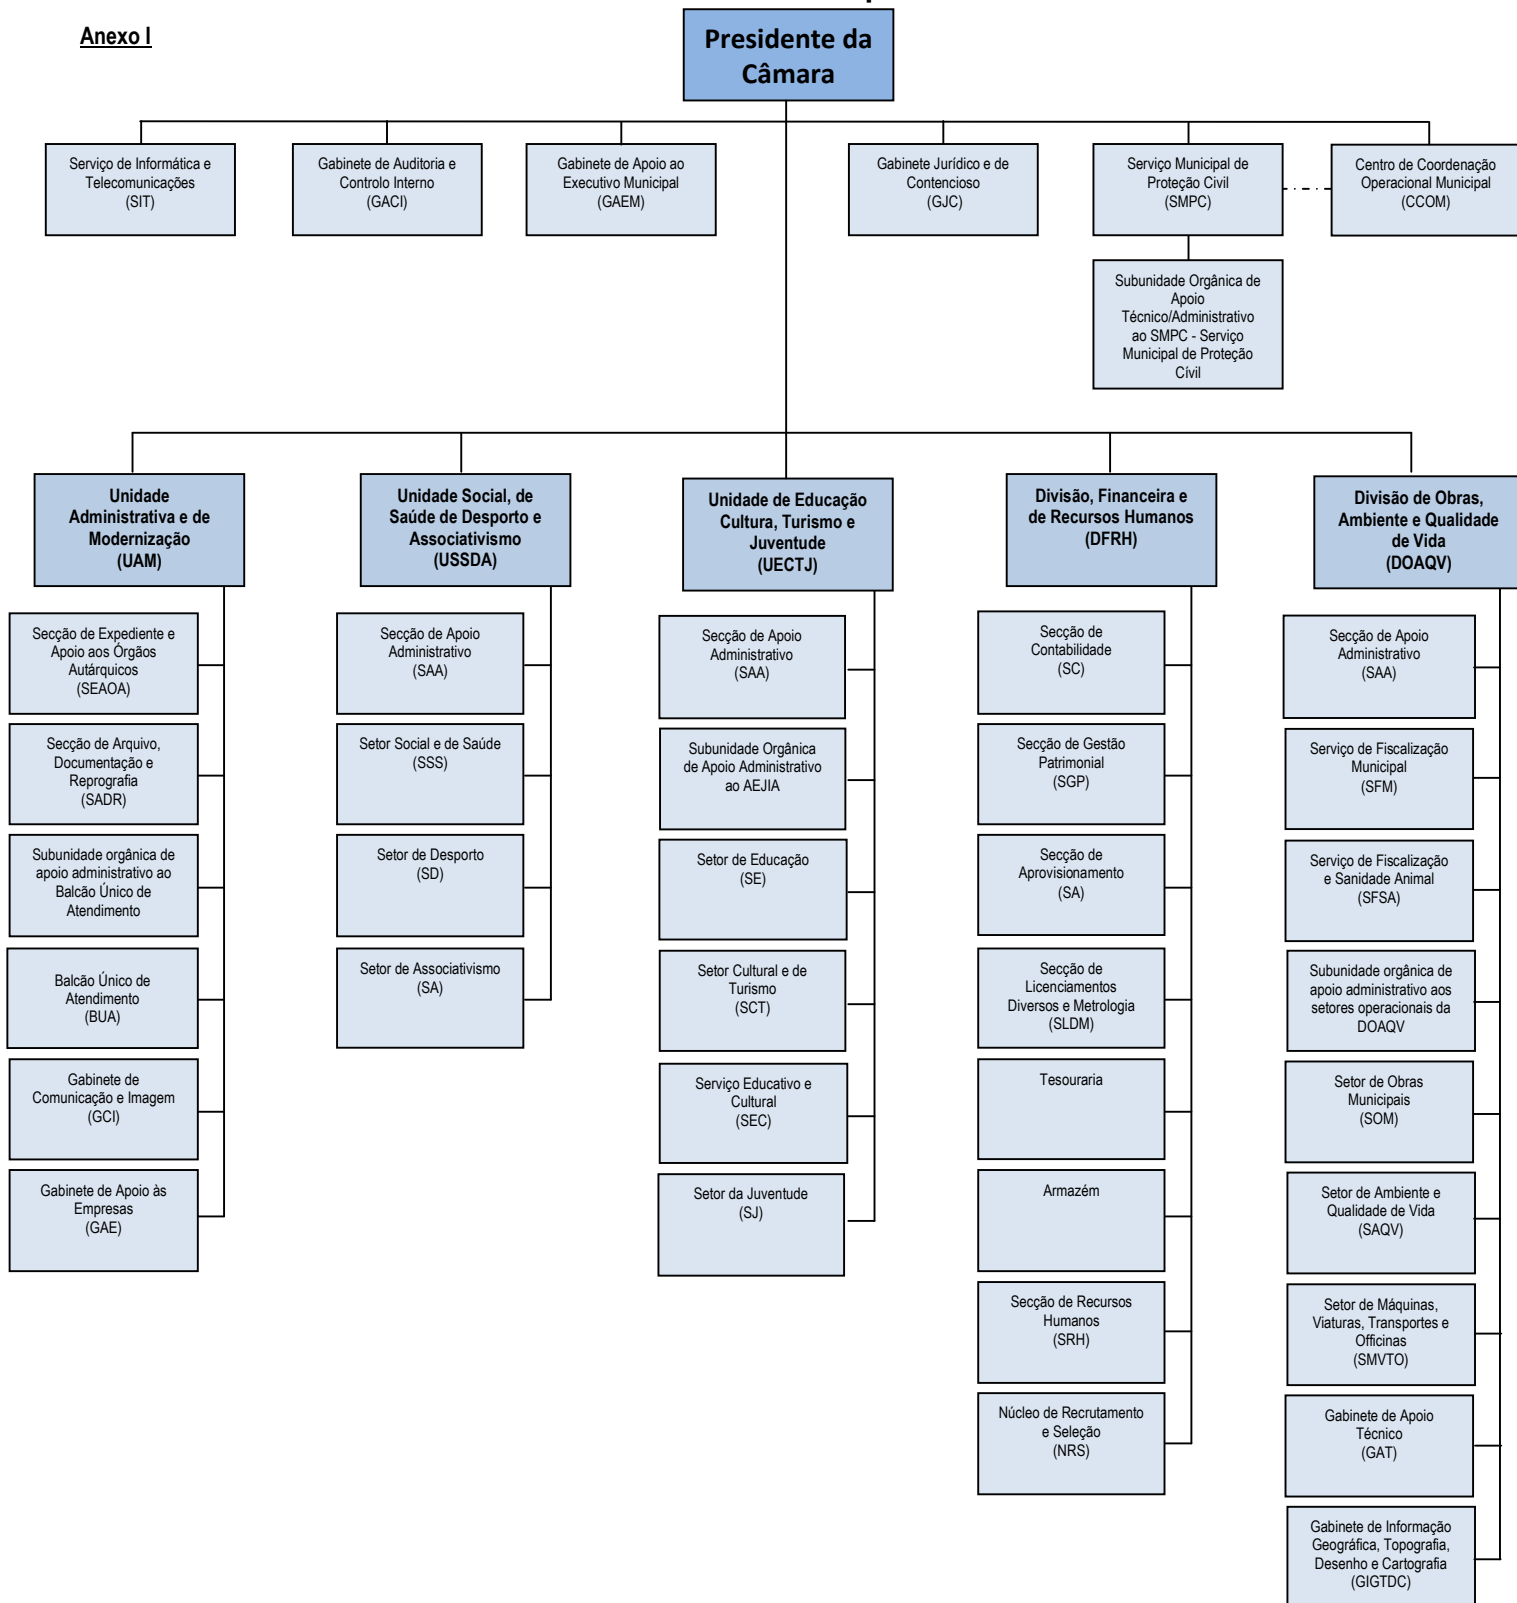 Anexo I
Presidente da
Câmara
Serviço de Informática e
Telecomunicações
(SIT)
Gabinete de Auditoria e
Controlo Interno
(GACI)
Gabinete de Apoio ao
Executivo Municipal
(GAEM)
Gabinete Jurídico e de
Contencioso
(GJC)
Serviço Municipal de
Proteção Civil
(SMPC)
Centro de Coordenação
Operacional Municipal
(CCOM)
Subunidade Orgânica de
Apoio
Técnico/Administrativo
ao SMPC - Serviço
Municipal de Proteção
Cívil
Unidade
Administrativa e de
Modernização
(UAM)
Unidade Social, de
Saúde de Desporto e
Associativismo
(USSDA)
Unidade de Educação
Cultura, Turismo e
Juventude
(UECTJ)
Divisão, Financeira e
de Recursos Humanos
(DFRH)
Divisão de Obras,
Ambiente e Qualidade
de Vida
(DOAQV)
Secção de Expediente e
Apoio aos Órgãos
Autárquicos
(SEAOA)
Secção de Arquivo,
Documentação e
Reprografia
(SADR)
Subunidade orgânica de
apoio administrativo ao
Balcão Único de
Atendimento
Balcão Único de
Atendimento
(BUA)
Gabinete de
Comunicação e Imagem
(GCI)
Gabinete de Apoio às
Empresas
(GAE)
Secção de Apoio
Administrativo
(SAA)
Setor Social e de Saúde
(SSS)
Setor de Desporto
(SD)
Setor de Associativismo
(SA)
Secção de Apoio
Administrativo
(SAA)
Subunidade Orgânica
de Apoio Administrativo
ao AEJIA
Setor de Educação
(SE)
Setor Cultural e de
Turismo
(SCT)
Serviço Educativo e
Cultural
(SEC)
Setor da Juventude
(SJ)
Secção de
Contabilidade
(SC)
Secção de Gestão
Patrimonial
(SGP)
Secção de
Aprovisionamento
(SA)
Secção de
Licenciamentos
Diversos e Metrologia
(SLDM)
Tesouraria
Armazém
Secção de Recursos
Humanos
(SRH)
Núcleo de Recrutamento
e Seleção
(NRS)
Secção de Apoio
Administrativo
(SAA)
Serviço de Fiscalização
Municipal
(SFM)
Serviço de Fiscalização
e Sanidade Animal
(SFSA)
Subunidade orgânica de
apoio administrativo aos
setores operacionais da
DOAQV
Setor de Obras
Municipais
(SOM)
Setor de Ambiente e
Qualidade de Vida
(SAQV)
Setor de Máquinas,
Viaturas, Transportes e
Officinas
(SMVTO)
Gabinete de Apoio
Técnico
(GAT)
Gabinete de Informação
Geográfica, Topografia,
Desenho e Cartografia
(GIGTDC)